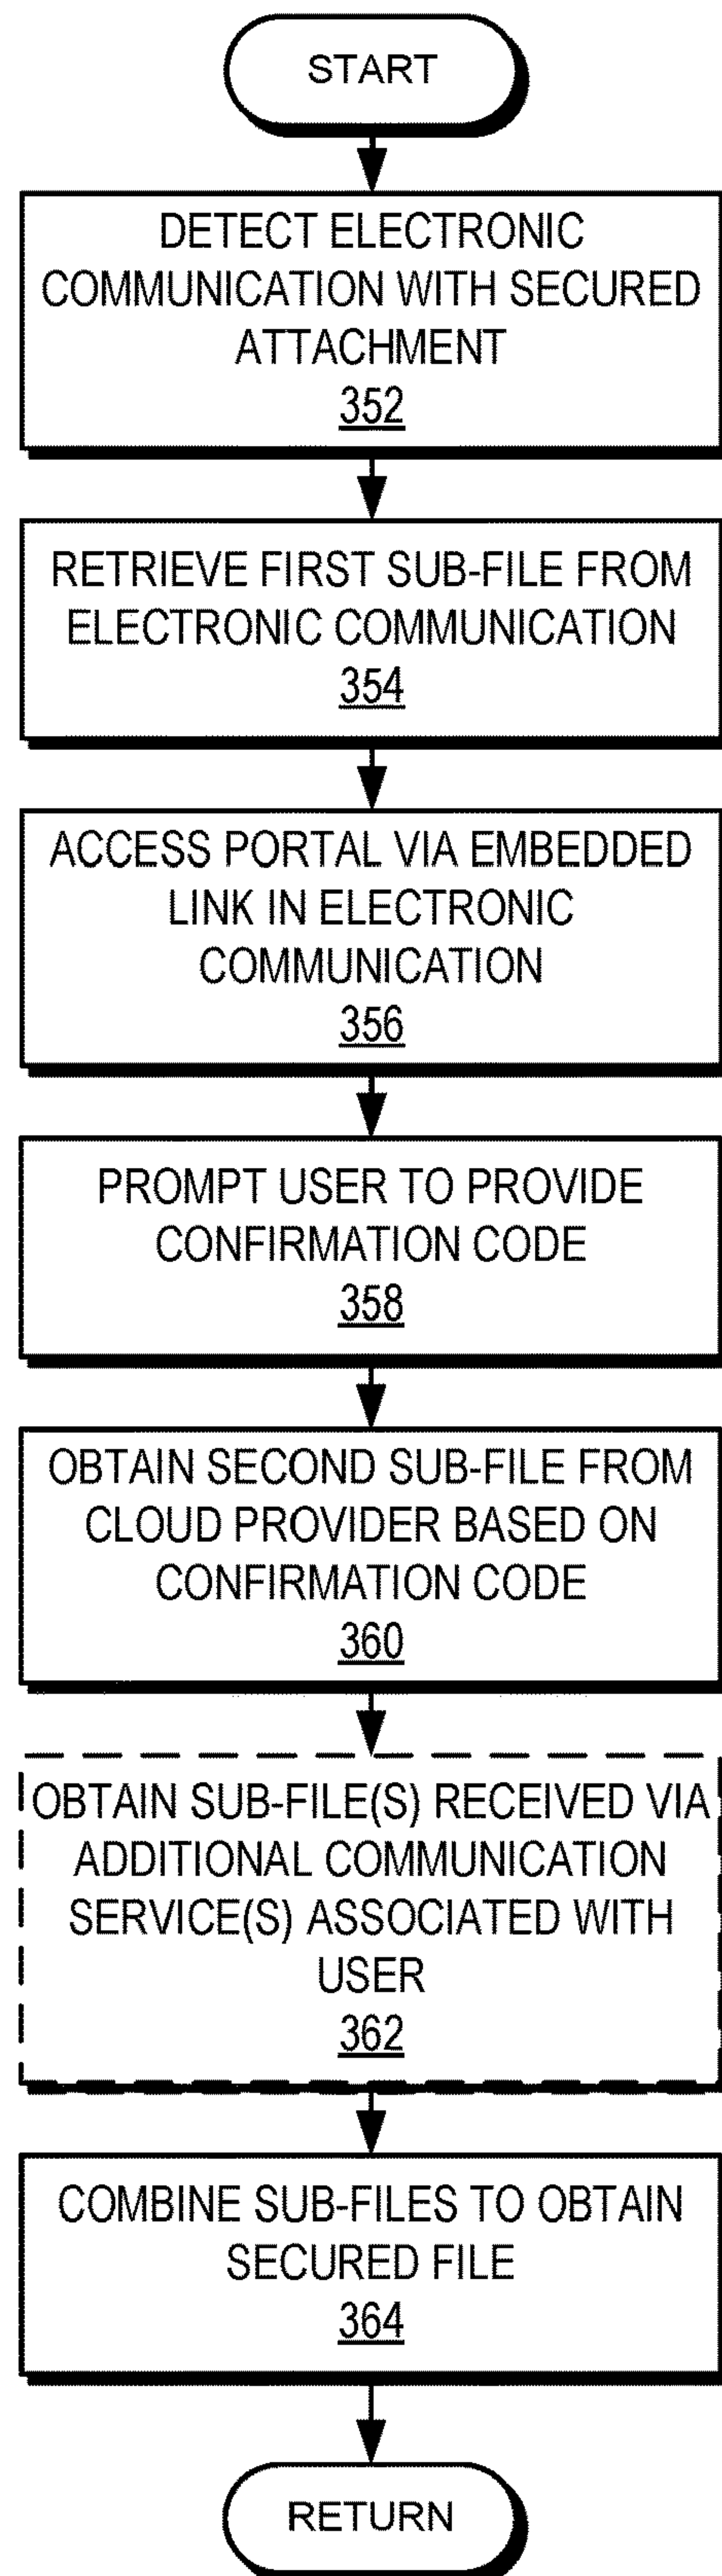 START
DETECT ELECTRONIC
COMMUNICATION WITH SECURED
ATTACHMENT
352
RETRIEVE FIRST SUB-FILE FROM
ELECTRONIC COMMUNICATION
354
ACCESS PORTAL VIA EMBEDDED
LINK IN ELECTRONIC
COMMUNICATION
356
PROMPT USER TO PROVIDE
CONFIRMATION CODE
358
OBTAIN SECOND SUB-FILE FROM
CLOUD PROVIDER BASED ON
CONFIRMATION CODE
360
OBTAIN SUB-FILE(S) RECEIVED VIA
ADDITIONAL COMMUNICATION
SERVICE(S) ASSOCIATED WITH
USER
362
COMBINE SUB-FILES TO OBTAIN
SECURED FILE
364
RETURN